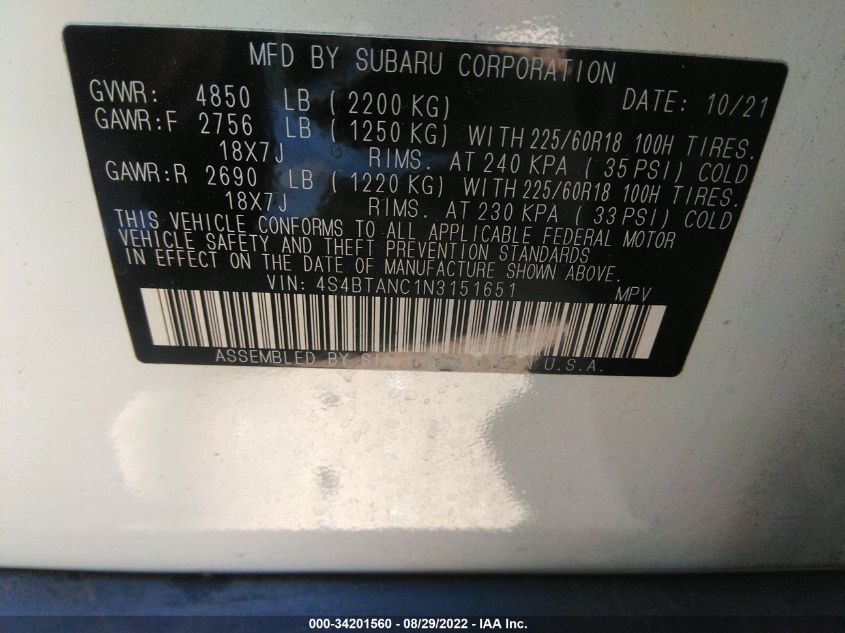 MFD BY SUBARU CORPORATION
GVWR: 4850 LB ( 2200 KG) DATE: 10/21
GAWR:F 2756 LB ( 1250 KG) WITH 225/60R18 100H TIRES.
18X7J RIMS. AT 240 KPA ( 35 PSI) COLD
GAWR:R 2690 LB ( 1220 KG) WITH 225/60R18 100H TIRES.
18X7J RIMS. AT 230 KPA ( 33 PSI) COLD
THIS VEHICLE CONFORMS TO ALL APPLICABLE FEDERAL MOTOR
VEHICLE SAFETY AND THEFT PREVENTION STANDARDS
IN EFFECT ON THE DATE OF MANUFACTURE SHOWN ABOVE.
VIN: 4S4BTANC1N3151651 MPV
ASSEMBLED BY U.S.A.
000-34201560 - 08/29/2022 - IAA Inc.